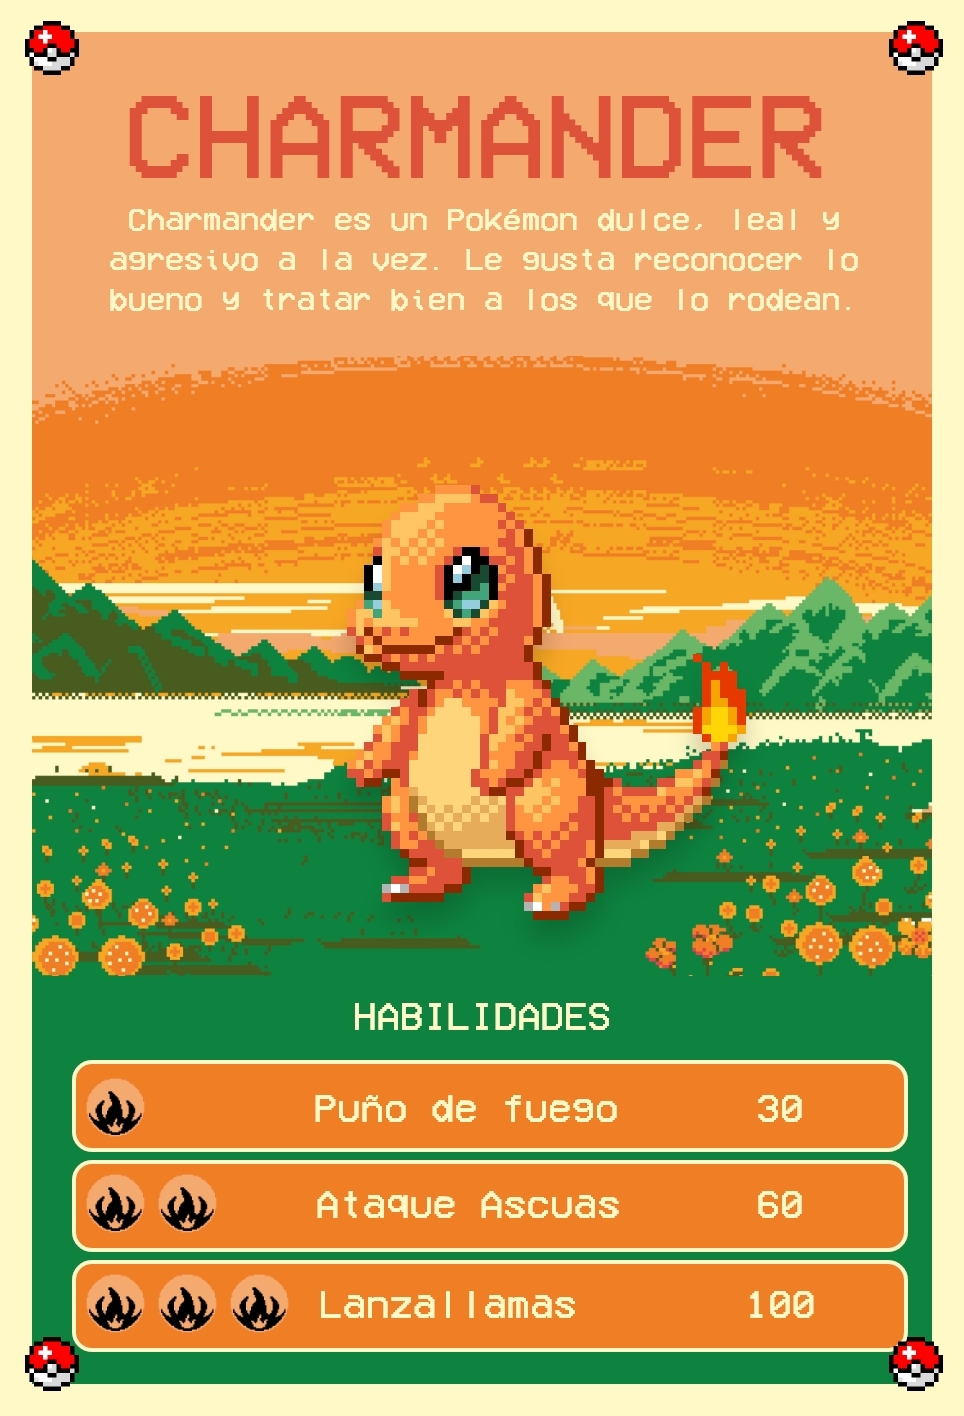 CHARMANDER
Charmander es un Pokémon dulce, leal y
agresivo a la vez. Le gusta reconocer lo
bueno y tratar bien a los que lo rodean.
HABILIDADES
Puño de fuego 30
Ataque Ascuas 60
Lanzallamas 100